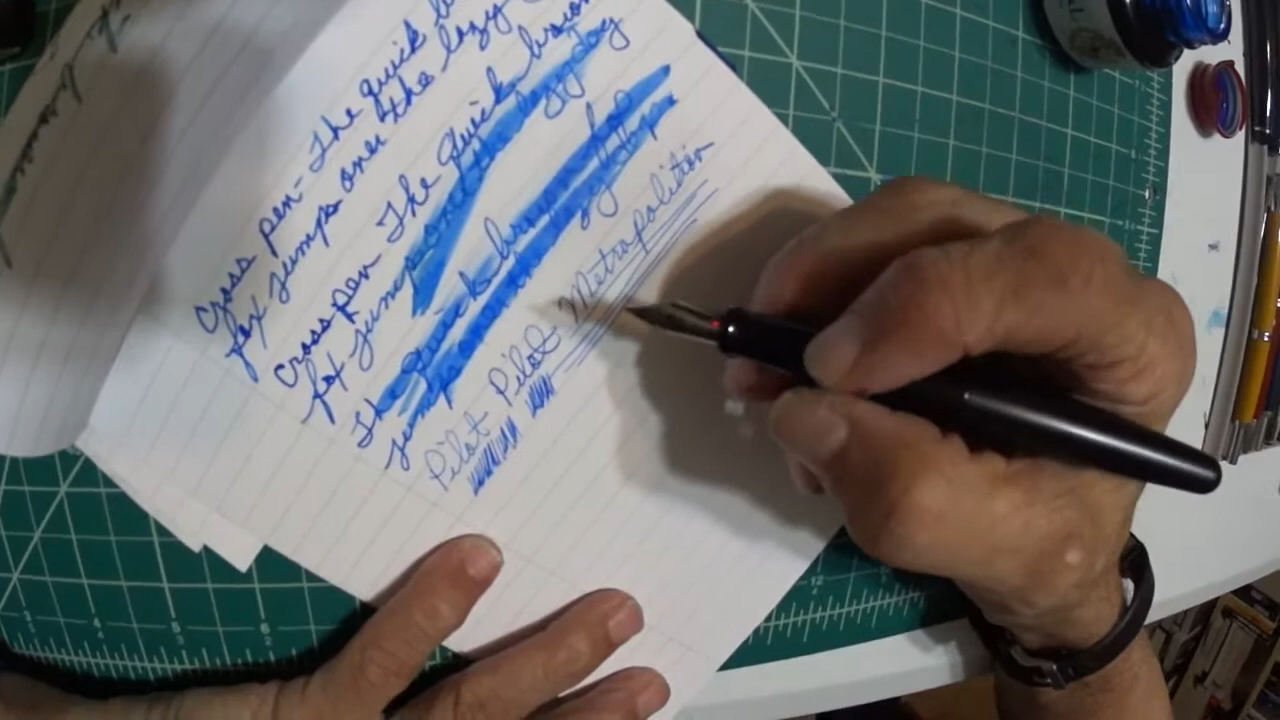 Cross pen - The quick
fox jumps over the lazy
Cross pen The quick brown
fox jumps over the lazy dog
The quick brown fox
jumps over the lazy dog
Pilot Pilot Metropolitan